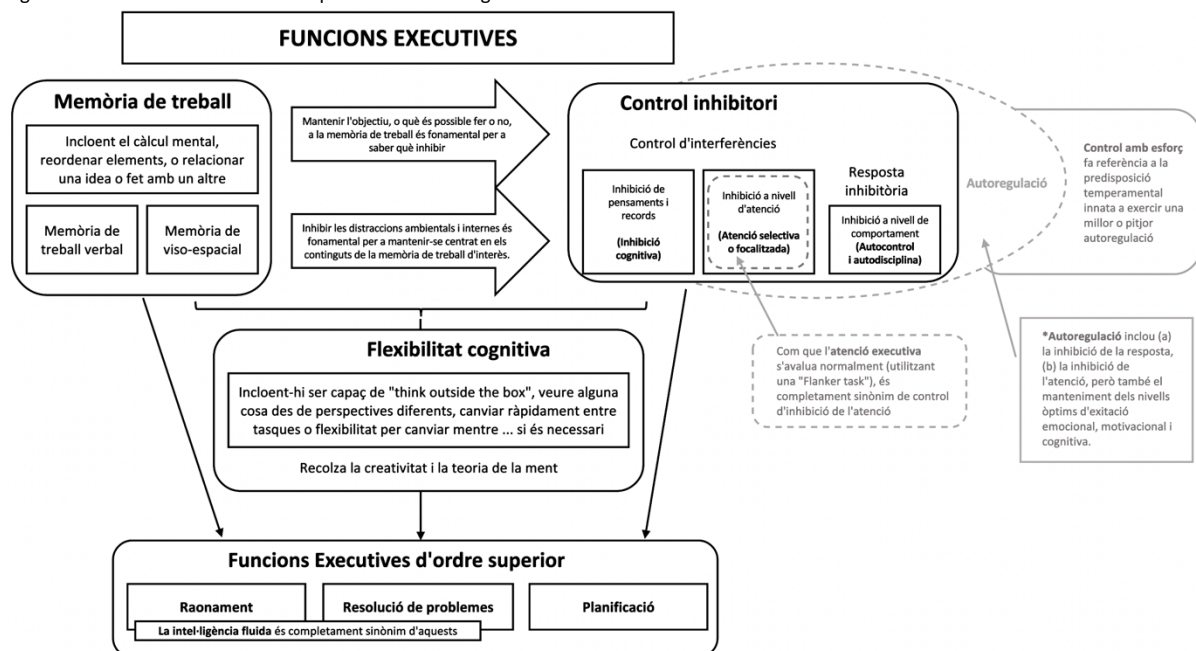 FUNCIONS EXECUTIVES
Memòria de treball
Incloent el càlcul mental,
reordenar elements, o relacionar
una idea o fet amb un altre
Memòria de
treball verbal
Memòria de
viso-espacial
Mantenir l'objectiu, o què és possible fer o no,
a la memòria de treball és fonamental per a
saber què inhibir
Inhibir les distraccions ambientals i internes és
fonamental per a mantenir-se centrat en els
continguts de la memòria de treball d'interès.
Control inhibitori
Control d'interferències
Inhibició de
pensaments i
records
(Inhibició
cognitiva)
Inhibició a nivell
d'atenció
(Atenció selectiva
o focalitzada)
Resposta
inhibitòria
Inhibició a nivell de
comportament
(Autocontrol
i autodisciplina)
Autoregulació
Control amb esforç
fa referència a la
predisposició
temperamental
innata a exercir una
millor o pitjor
autoregulació
Flexibilitat cognitiva
Incloent-hi ser capaç de "think outside the box", veure alguna
cosa des de perspectives diferents, canviar ràpidament entre
tasques o flexibilitat per canviar mentre ... si és necessari
Recolza la creativitat i la teoria de la ment
Com que l'atenció executiva
s'avalua normalment (utilitzant
una "Flanker task"), és
completament sinònim de control
d'inhibició de l'atenció
*Autoregulació inclou (a)
la inhibició de la resposta,
(b) la inhibició de
l'atenció, però també el
manteniment dels nivells
òptims d'exitació
emocional, motivacional i
cognitiva.
Funcions Executives d'ordre superior
Raonament
Resolució de problemes
Planificació
La intel·ligència fluida és completament sinònim d'aquests